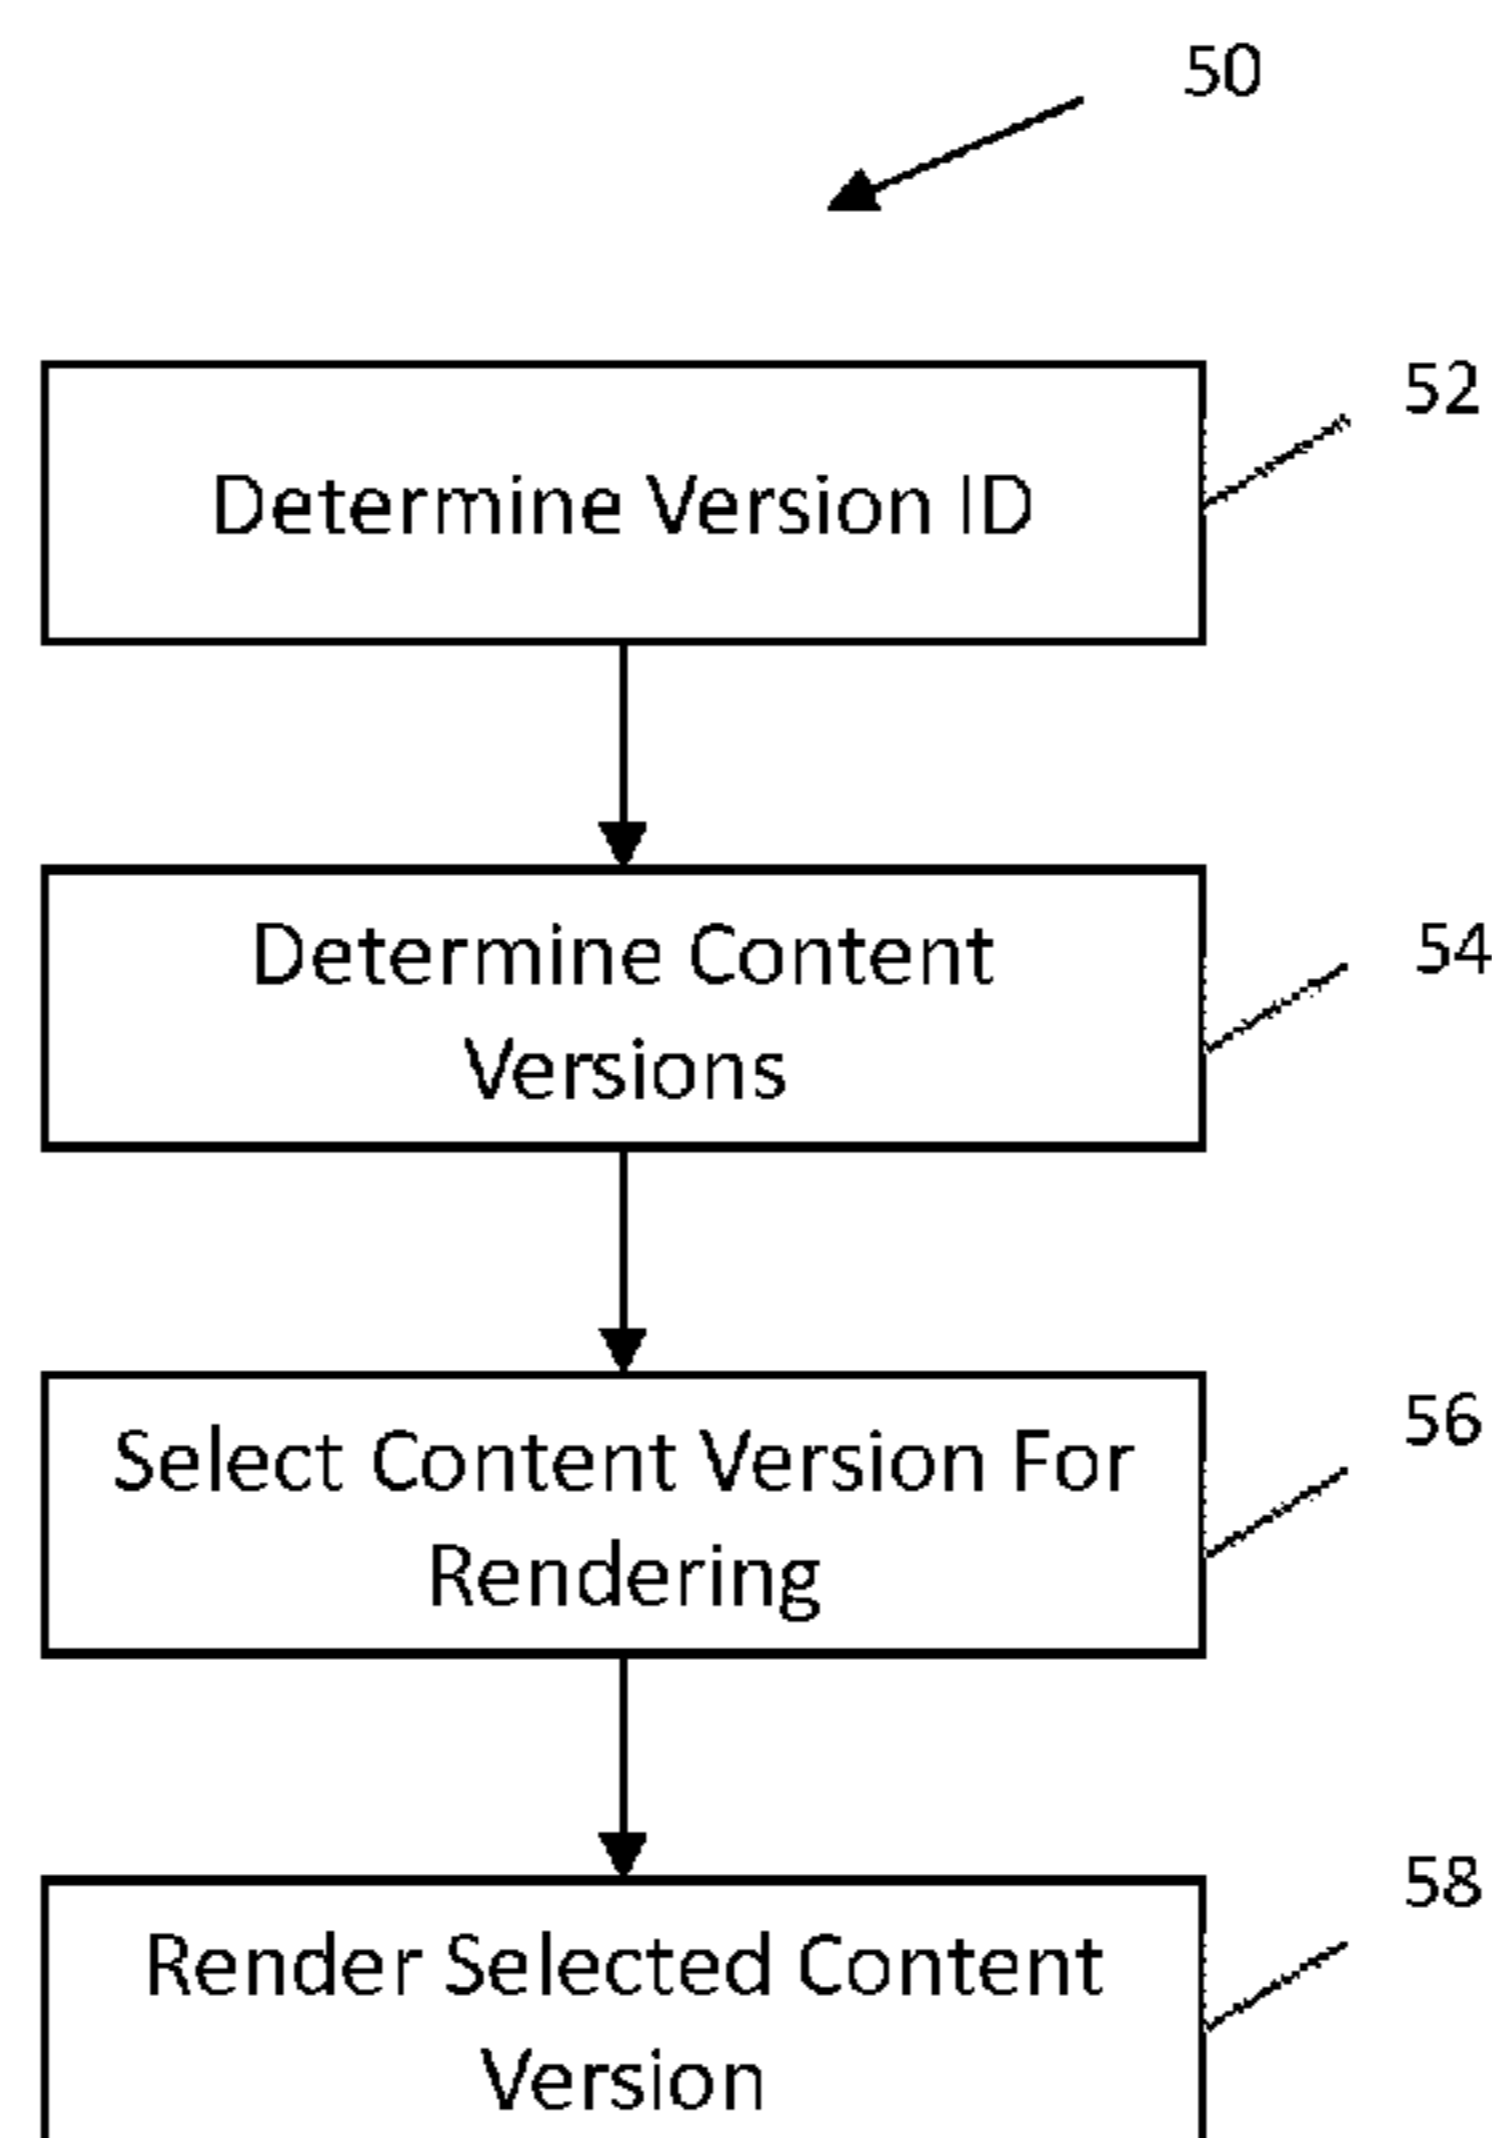 50
52
Determine Version ID
54
Determine Content
Versions
56
Select Content Version For
Rendering
58
Render Selected Content
Version